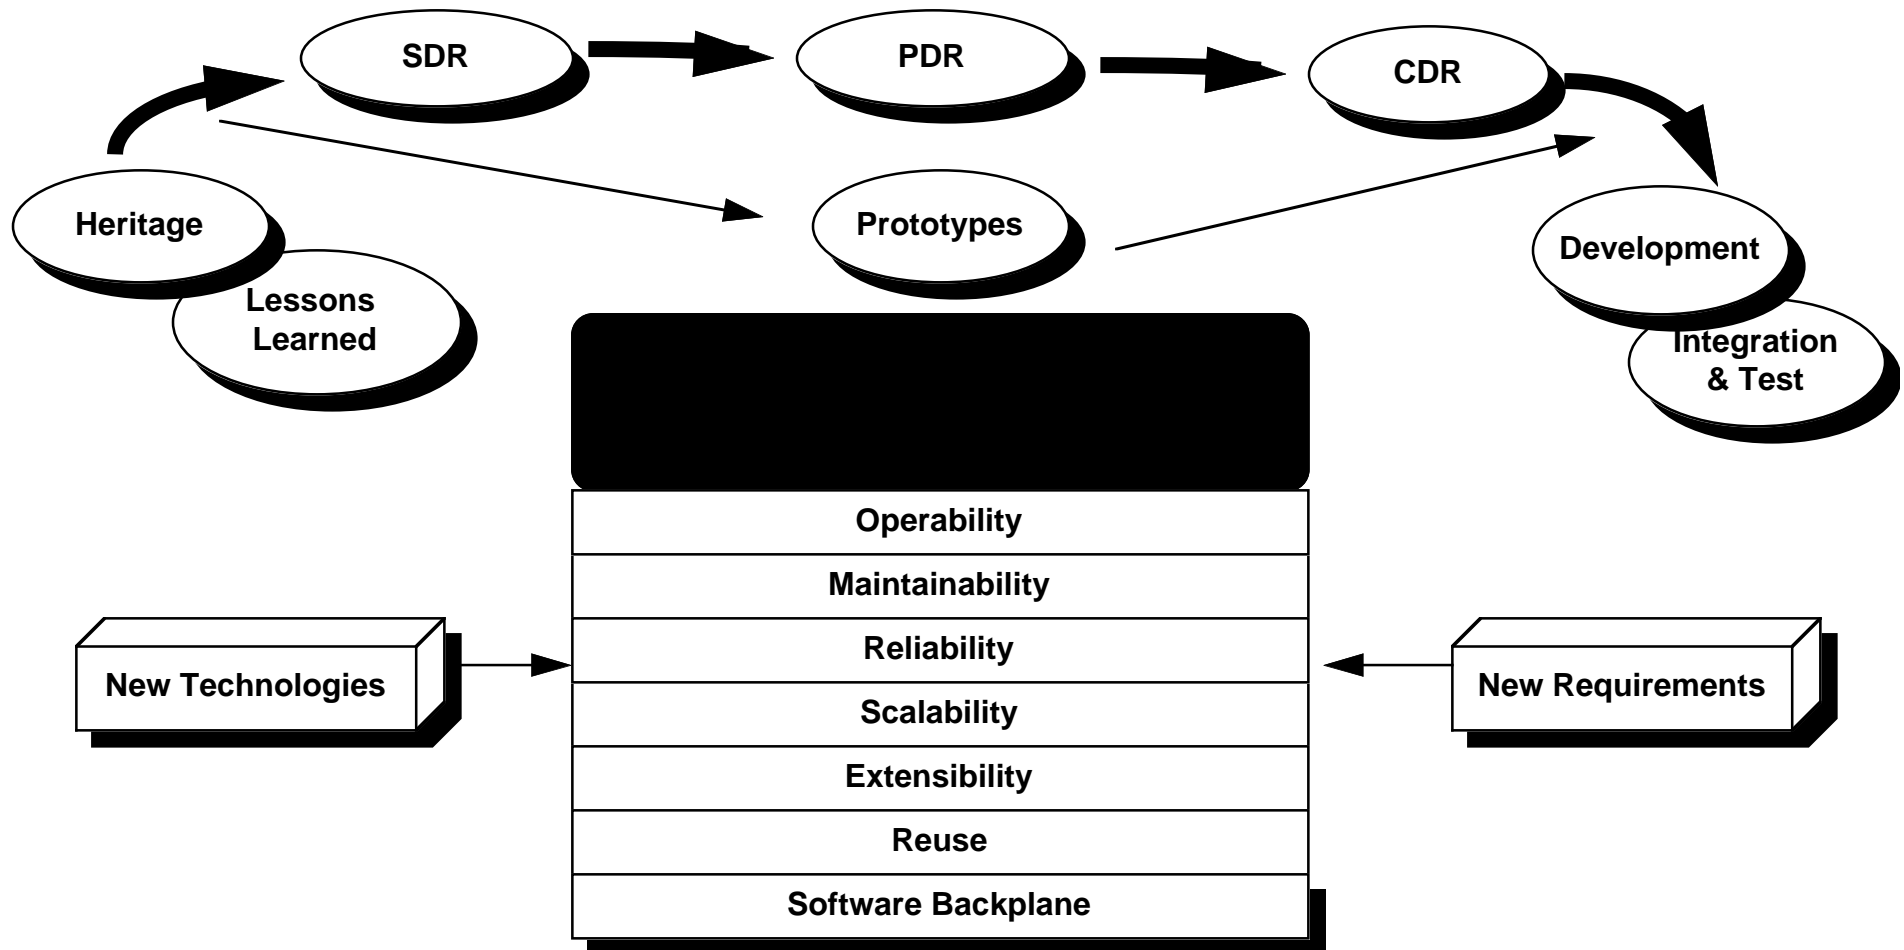 SDR
PDR
CDR
Heritage
Prototypes
Development
Lessons
Learned
Integration
& Test
Operability
Maintainability
Reliability
Scalability
Extensibility
Reuse
Software Backplane
New Technologies
New Requirements